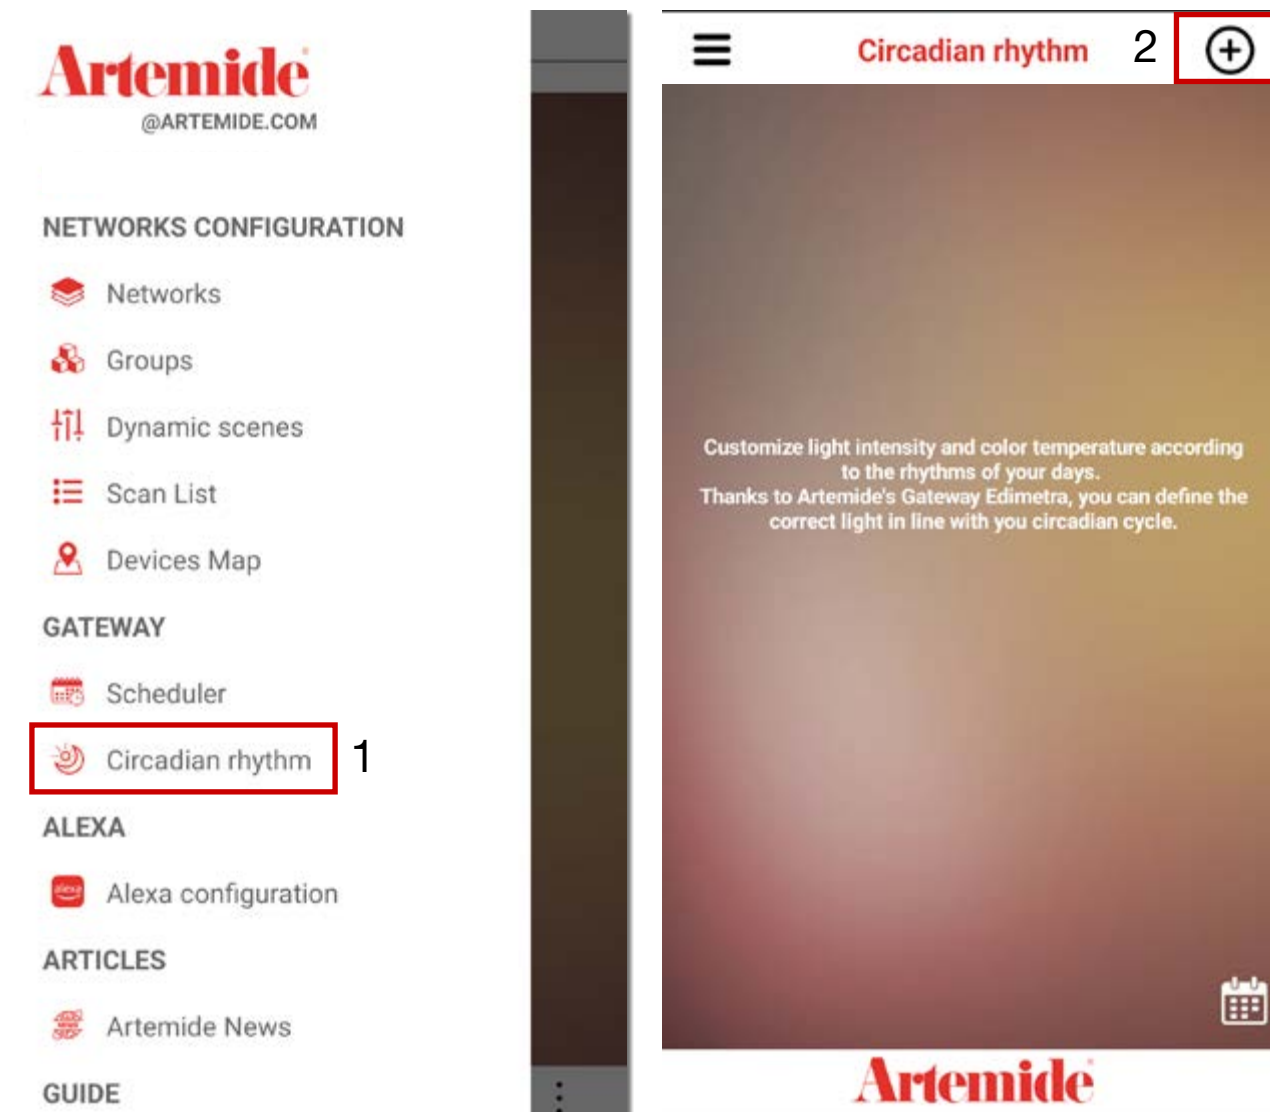 Artemide
@ARTEMIDE.COM
NETWORKS CONFIGURATION
Networks
Groups
Dynamic scenes
Scan List
Devices Map
GATEWAY
Scheduler
Circadian rhythm 1
ALEXA
alexa
Alexa configuration
ARTICLES
NEWS
Artemide News
GUIDE
Circadian rhythm 2
Customize light intensity and color temperature according
to the rhythms of your days.
Thanks to Artemide's Gateway Edimetra, you can define the
correct light in line with you circadian cycle.
Artemide